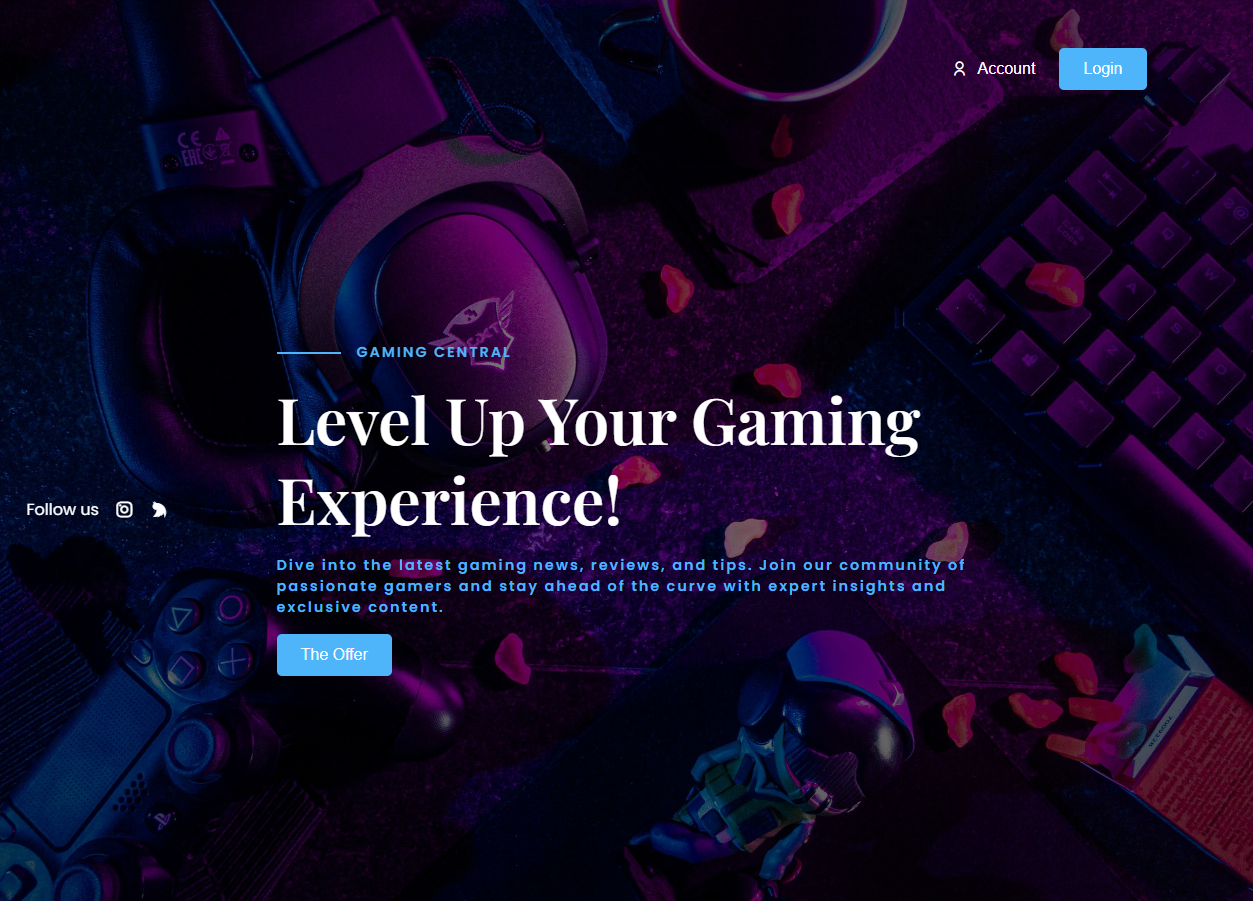 Account
Login
CE
EAC
GAMING CENTRAL
Level Up Your Gaming
Experience!
Follow us
Dive into the latest gaming news, reviews, and tips. Join our community of
passionate gamers and stay ahead of the curve with expert insights and
exclusive content.
The Offer